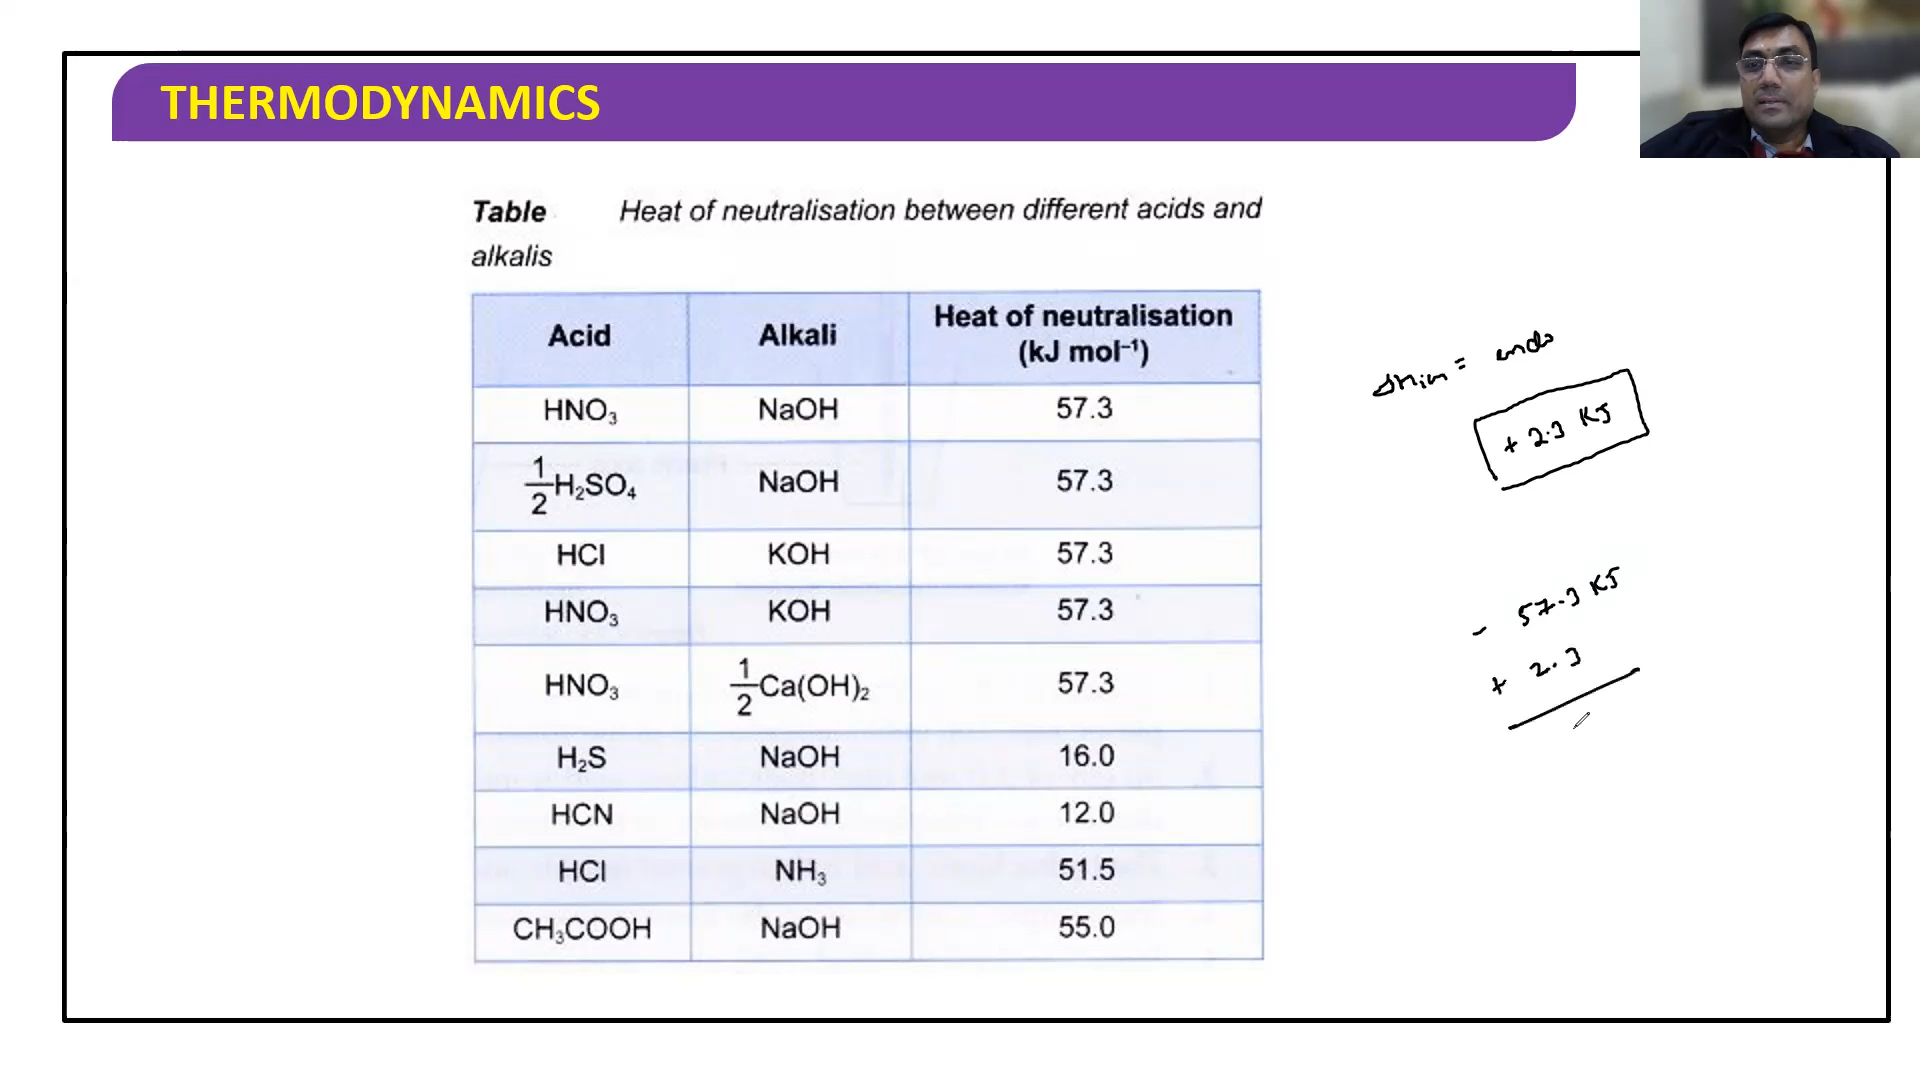 THERMODYNAMICS
Table Heat of neutralisation between different acids and
alkalis
Acid Alkali Heat of neutralisation
(kJ mol⁻¹)
HNO₃ NaOH 57.3
1/2 H₂SO₄ NaOH 57.3
HCl KOH 57.3
HNO₃ KOH 57.3
HNO₃ 1/2 Ca(OH)₂ 57.3
H₂S NaOH 16.0
HCN NaOH 12.0
HCl NH₃ 51.5
CH₃COOH NaOH 55.0
ΔHion = endo
+ 2.3 KJ
- 57.3 KJ
+ 2.3